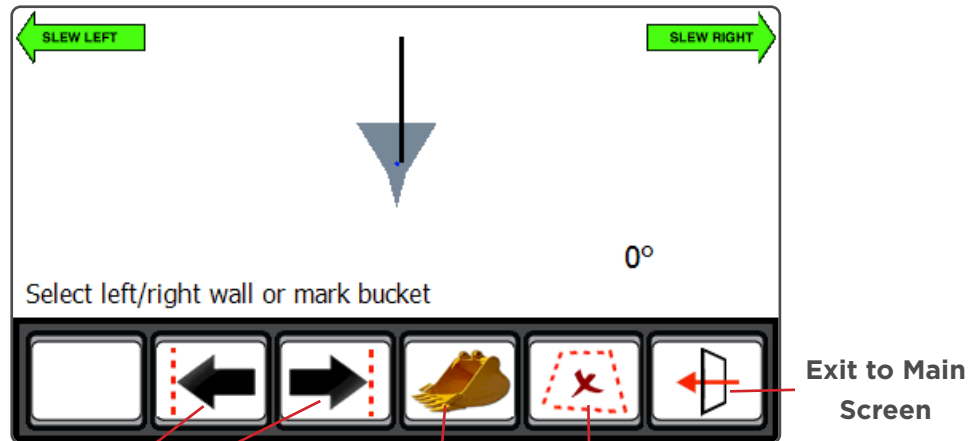 SLEW LEFT
SLEW RIGHT
0°
Select left/right wall or mark bucket
Exit to Main
Screen